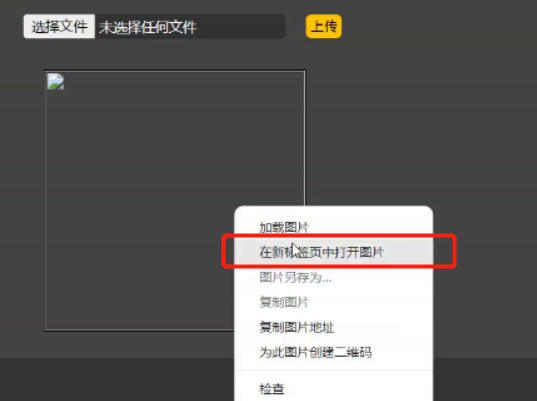 选择文件 未选择任何文件 上传
加载图片
在新标签页中打开图片
图片另存为...
复制图片
复制图片地址
为此图片创建二维码
检查